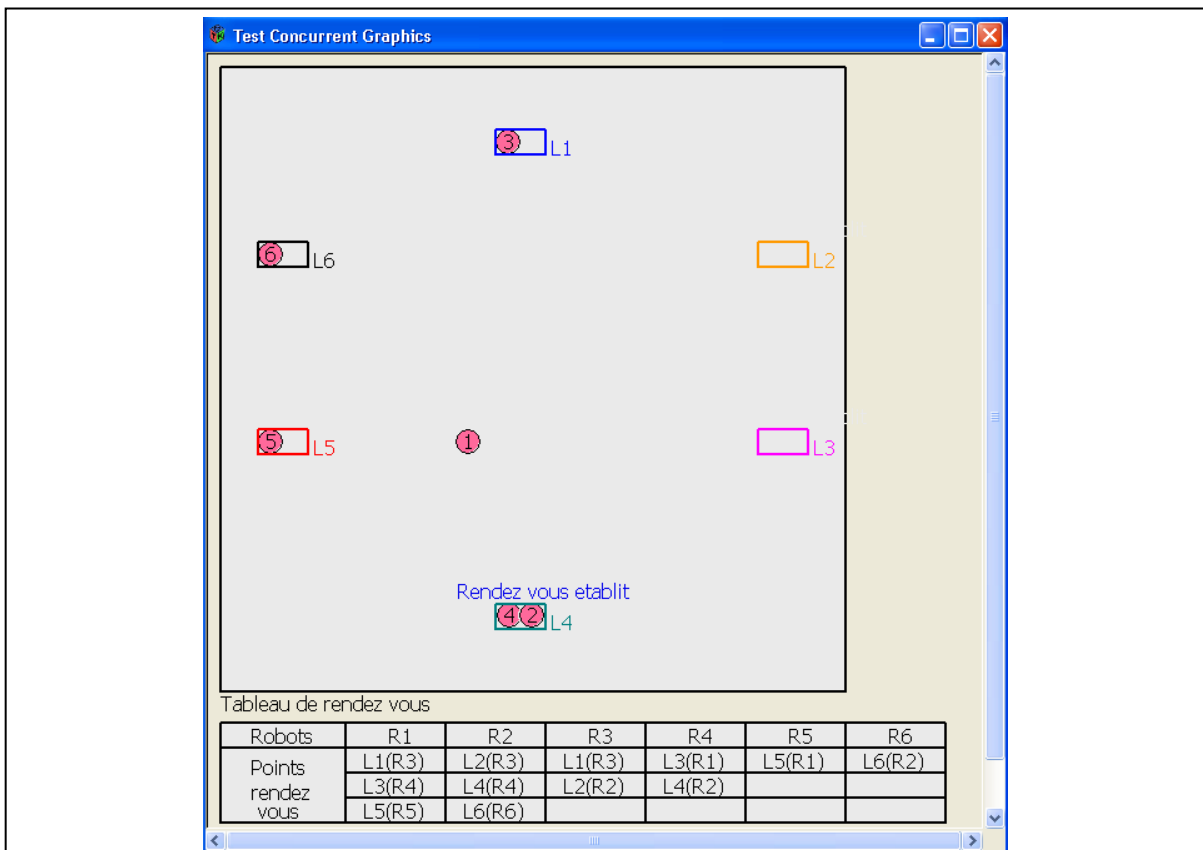 Test Concurrent Graphics
3 L1
6 L6
L2
5 L5
1
L3
Rendez vous etablit
4 2 L4
Tableau de rendez vous
Robots R1 R2 R3 R4 R5 R6
Points rendez vous
L1(R3) L2(R3) L1(R3) L3(R1) L5(R1) L6(R2)
L3(R4) L4(R4) L2(R2) L4(R2)
L5(R5) L6(R6)